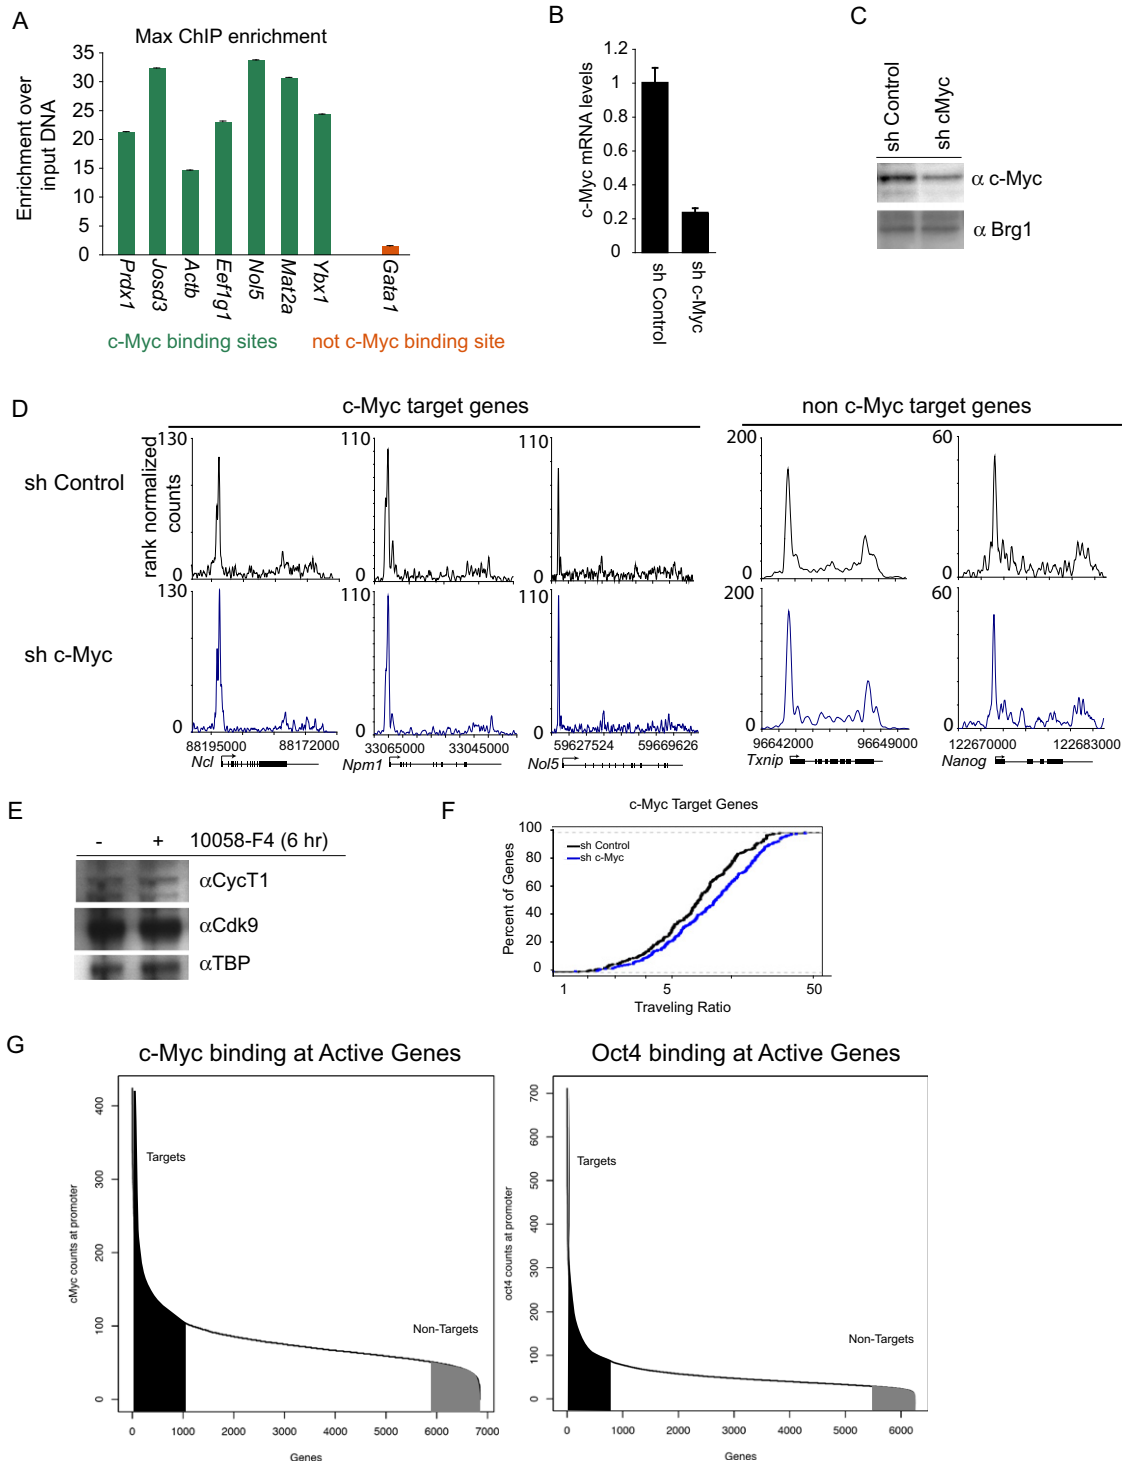 A
Max ChIP enrichment
Enrichment over
input DNA
35
30
25
20
15
10
5
0
Prdx1
Josd3
Actb
Eef1g1
Nol5
Mat2a
Ybx1
Gata1
c-Myc binding sites
not c-Myc binding site
B
c-Myc mRNA levels
1.2
1
0.8
0.6
0.4
0.2
0
sh Control
sh c-Myc
C
sh Control
sh cMyc
α c-Myc
α Brg1
D
c-Myc target genes
non c-Myc target genes
sh Control
rank normalized
counts
130
0
110
0
110
0
200
0
60
0
sh c-Myc
130
0
110
0
110
0
200
0
60
0
88195000 88172000
33065000 33045000
59627524 59669626
96642000 96649000
122670000 122683000
Ncl
Npm1
Nol5
Txnip
Nanog
E
- + 10058-F4 (6 hr)
αCycT1
αCdk9
αTBP
F
c-Myc Target Genes
sh Control
sh c-Myc
Percent of Genes
100
80
60
40
20
0
1 5 50
Traveling Ratio
G
c-Myc binding at Active Genes
cMyc counts at promoter
400
300
200
100
0
Targets
Non-Targets
0 1000 2000 3000 4000 5000 6000 7000
Genes
Oct4 binding at Active Genes
oct4 counts at promoter
700
600
500
400
300
200
100
0
Targets
Non-Targets
0 1000 2000 3000 4000 5000 6000
Genes